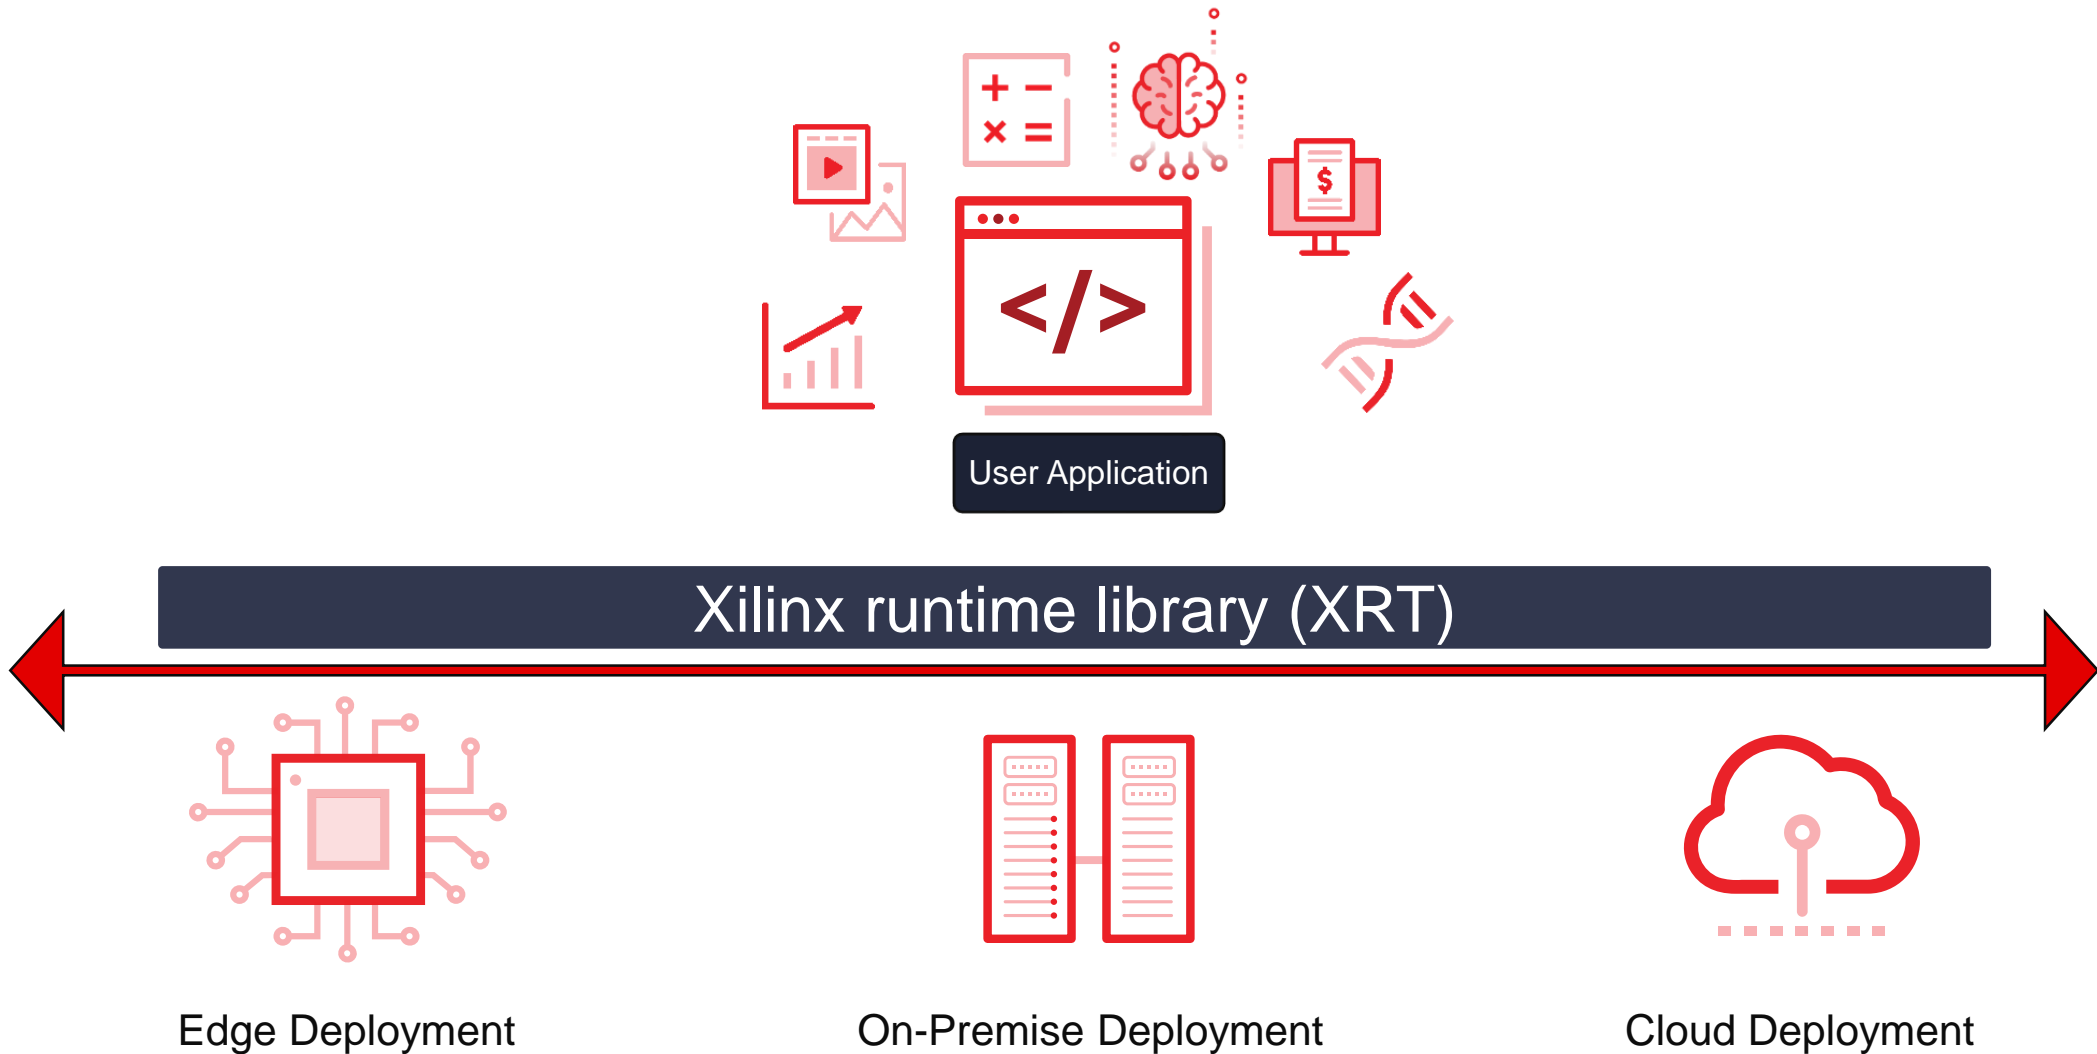 User Application
Xilinx runtime library (XRT)
Edge Deployment
On-Premise Deployment
Cloud Deployment